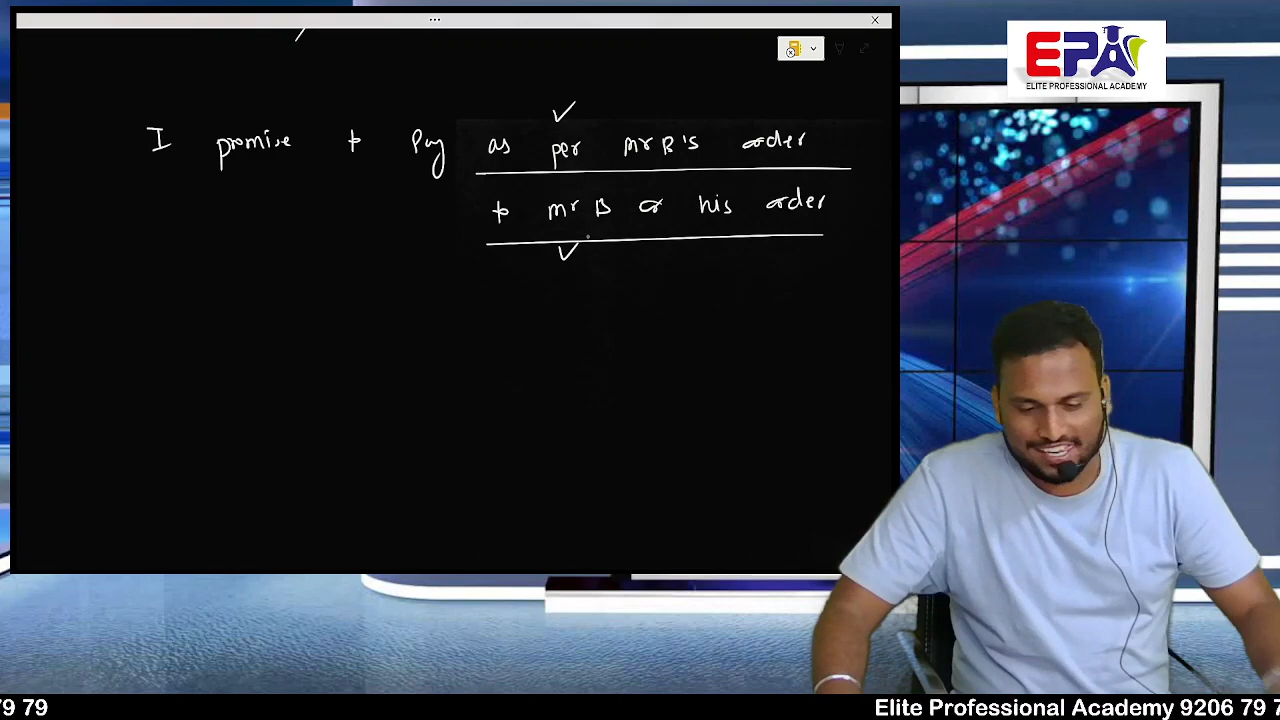 EPA
ELITE PROFESSIONAL ACADEMY
I promise to pay as per Mr B's order
to Mr B or his order
79 79
Elite Professional Academy 9206 79 7